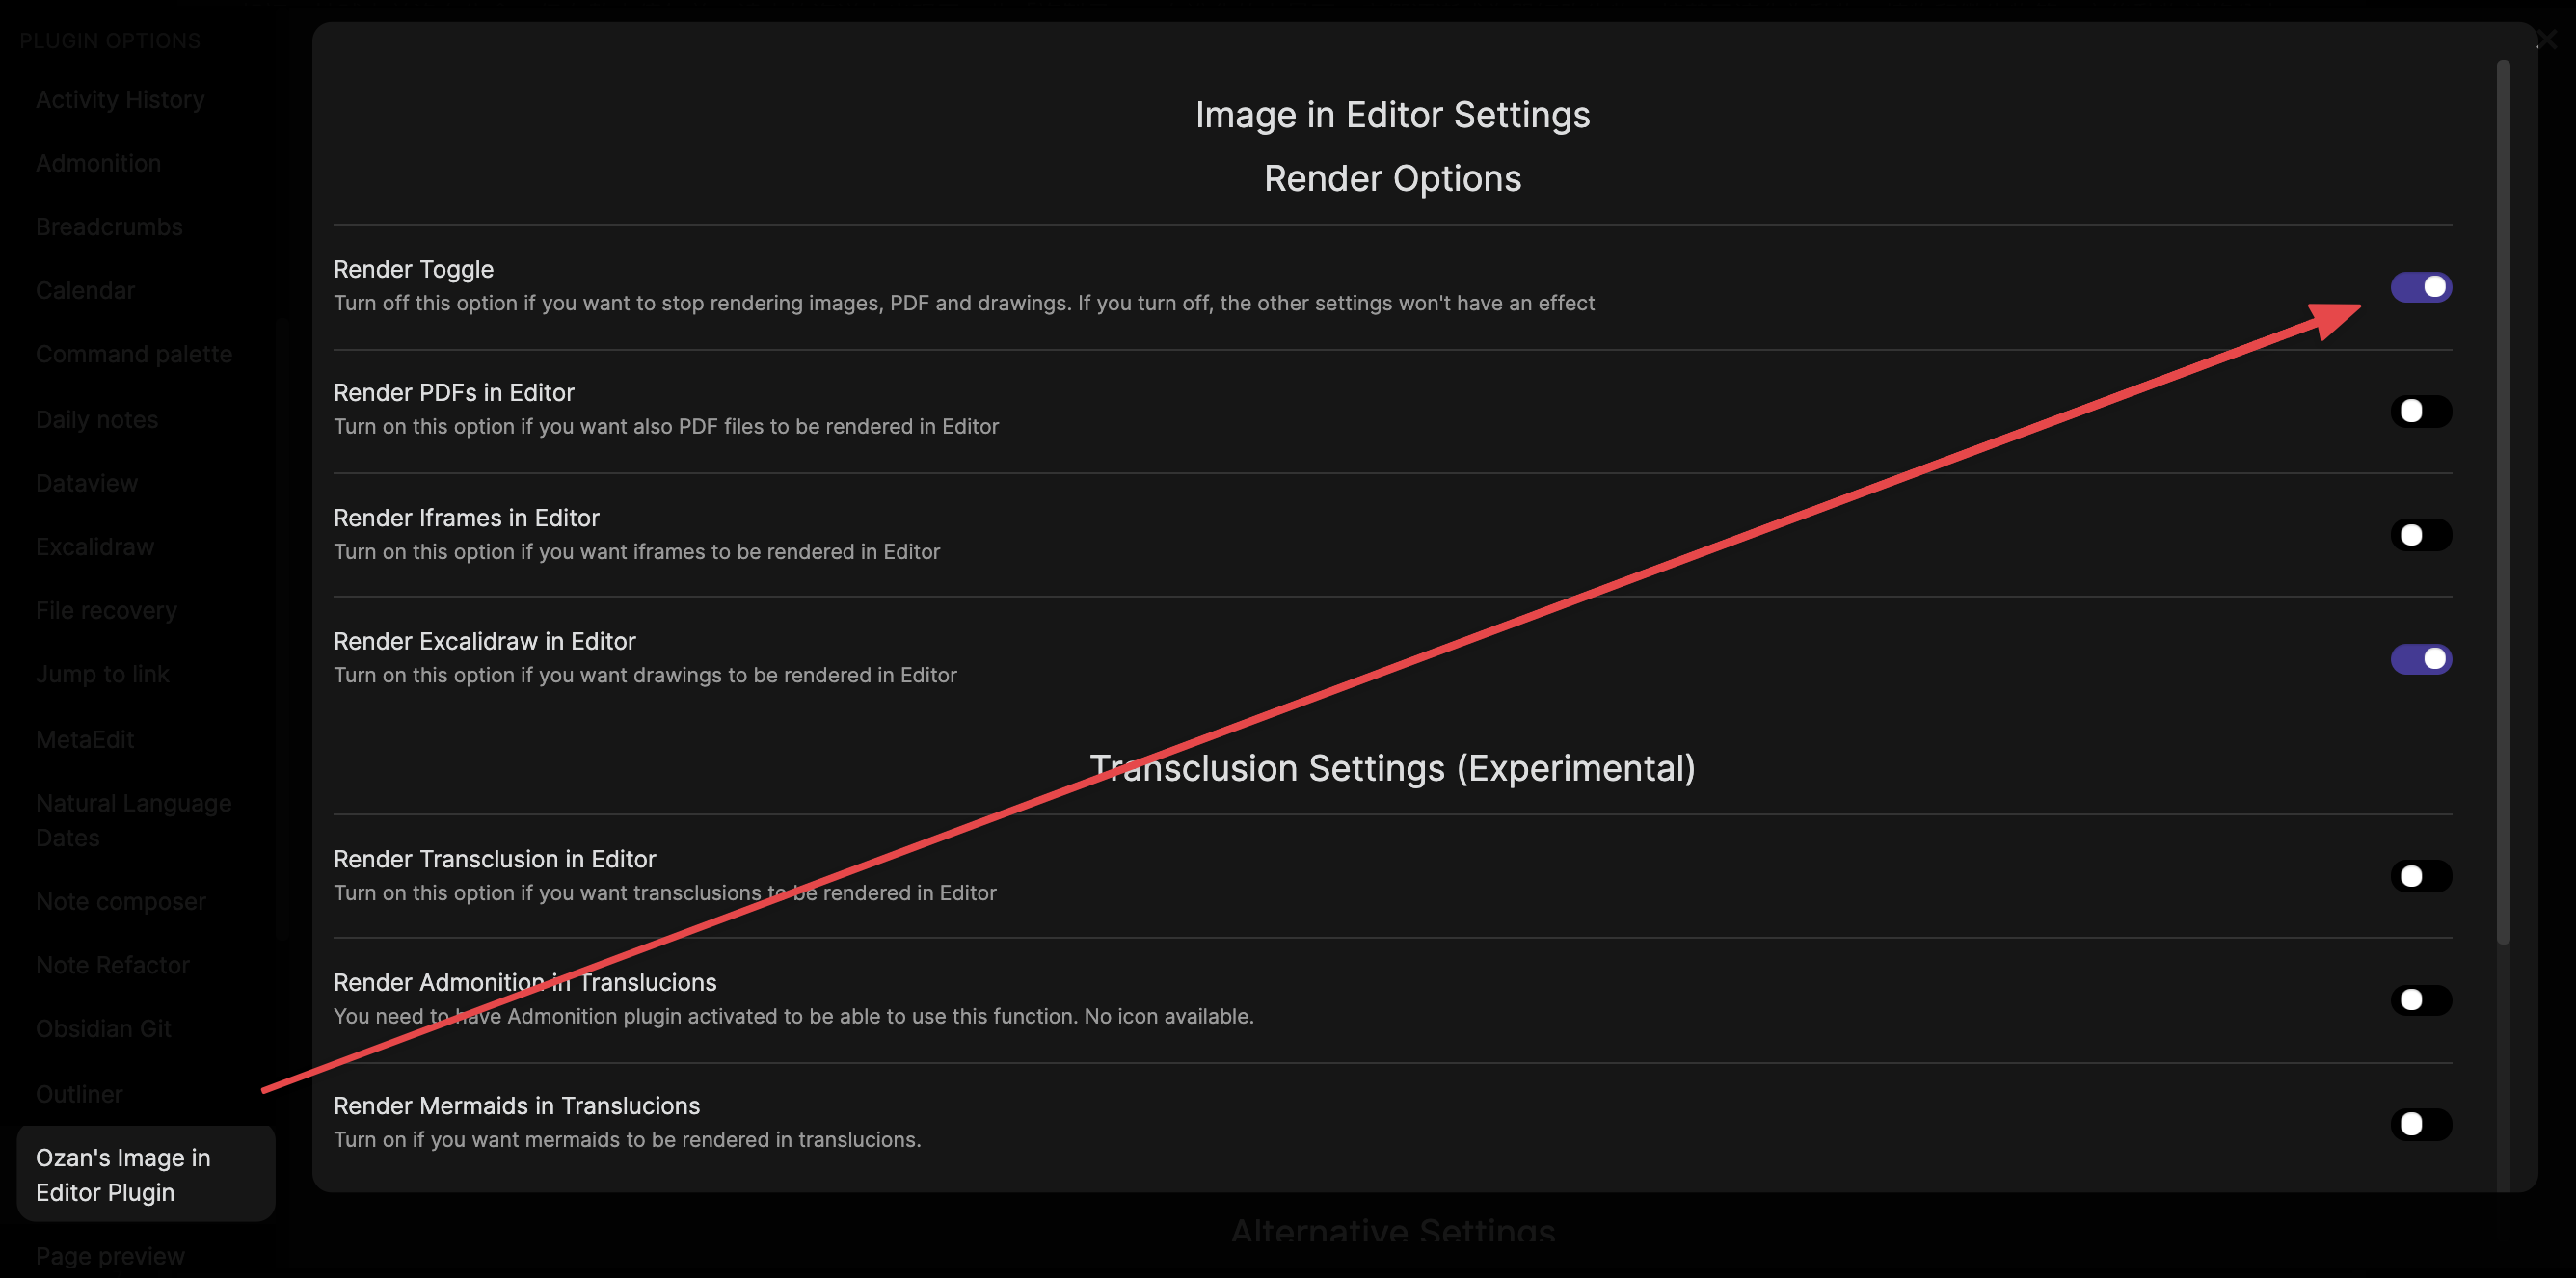 PLUGIN OPTIONS
Activity History
Admonition
Breadcrumbs
Calendar
Command palette
Daily notes
Dataview
Excalidraw
File recovery
Jump to link
MetaEdit
Natural Language
Dates
Note composer
Note Refactor
Obsidian Git
Outliner
Ozan's Image in
Editor Plugin
Page preview
Image in Editor Settings
Render Options
Render Toggle
Turn off this option if you want to stop rendering images, PDF and drawings. If you turn off, the other settings won't have an effect
Render PDFs in Editor
Turn on this option if you want also PDF files to be rendered in Editor
Render Iframes in Editor
Turn on this option if you want iframes to be rendered in Editor
Render Excalidraw in Editor
Turn on this option if you want drawings to be rendered in Editor
Transclusion Settings (Experimental)
Render Transclusion in Editor
Turn on this option if you want transclusions to be rendered in Editor
Render Admonition in Translucions
You need to have Admonition plugin activated to be able to use this function. No icon available.
Render Mermaids in Translucions
Turn on if you want mermaids to be rendered in translucions.
Alternative Settings